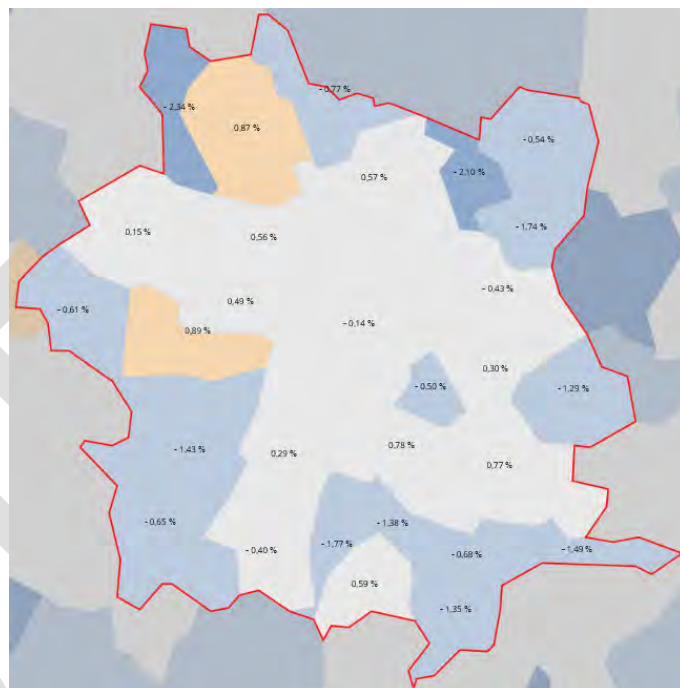 - 0,77 %
- 2,34 %
0,87 %
- 0,54 %
- 2,10 %
0,57 %
- 1,74 %
0,15 %
0,56 %
- 0,43 %
0,49 %
- 0,61 %
- 0,14 %
0,89 %
0,30 %
- 0,50 %
- 1,29 %
0,78 %
- 1,43 %
0,29 %
0,77 %
- 0,65 %
- 1,38 %
- 1,77 %
- 0,40 %
- 1,49 %
- 0,68 %
0,59 %
- 1,35 %